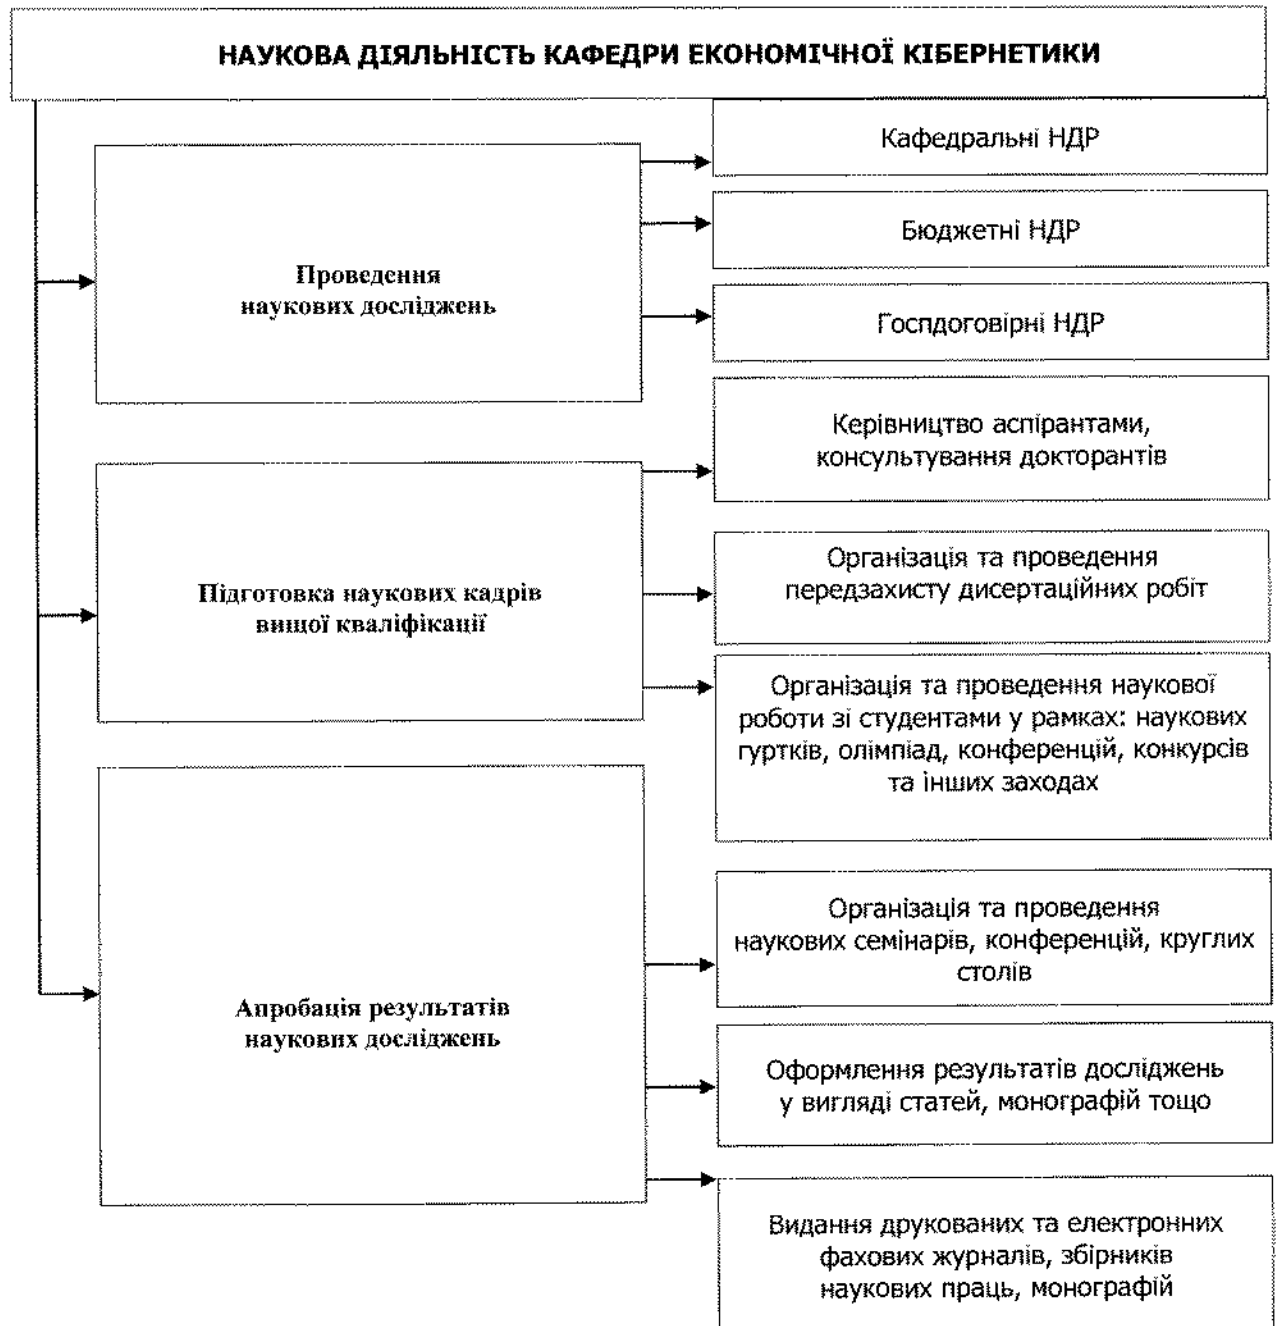 НАУКОВА ДІЯЛЬНІСТЬ КАФЕДРИ ЕКОНОМІЧНОЇ КІБЕРНЕТИКИ
Проведення
наукових досліджень
Кафедральні НДР
Бюджетні НДР
Госпдоговірні НДР
Підготовка наукових кадрів
вищої кваліфікації
Керівництво аспірантами,
консультування докторантів
Організація та проведення
передзахисту дисертаційних робіт
Організація та проведення наукової
роботи зі студентами у рамках: наукових
гуртків, олімпіад, конференцій, конкурсів
та інших заходах
Апробація результатів
наукових досліджень
Організація та проведення
наукових семінарів, конференцій, круглих
столів
Оформлення результатів досліджень
у вигляді статей, монографій тощо
Видання друкованих та електронних
фахових журналів, збірників
наукових праць, монографій